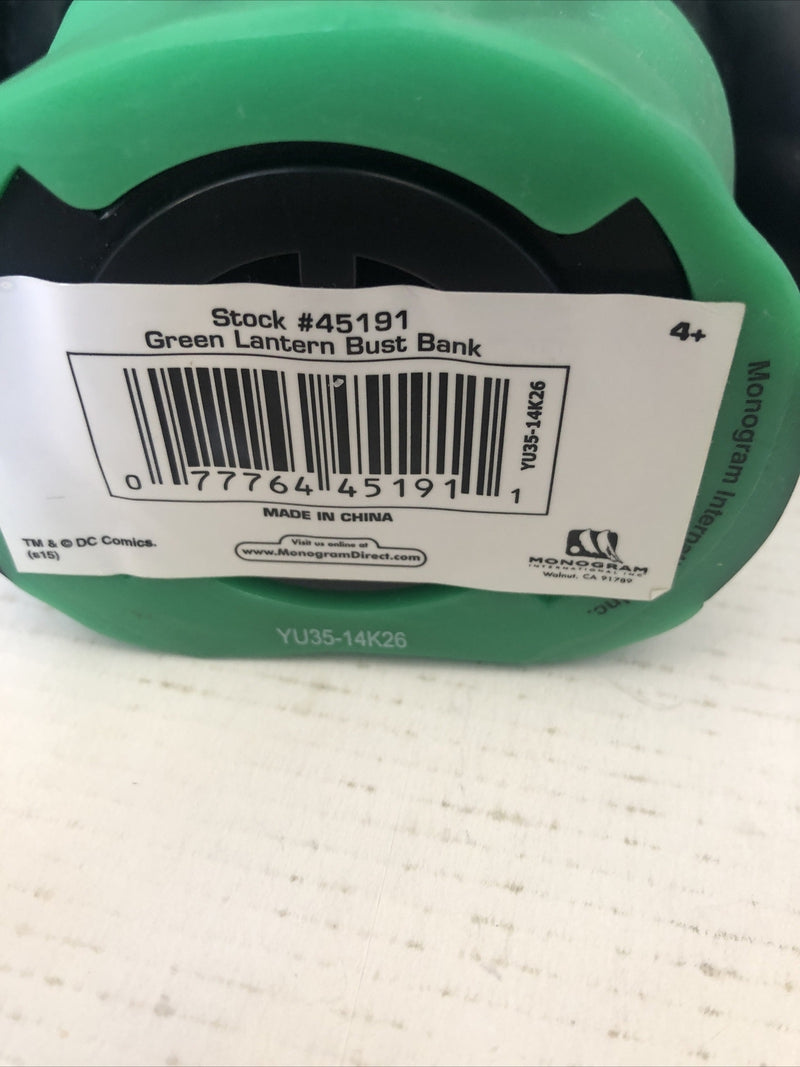 Stock #45191
Green Lantern Bust Bank
4+
YU35-14K26
0 77764 45191 1
MADE IN CHINA
TM & © DC Comics.
(s15)
Visit us online at
www.MonogramDirect.com
MONOGRAM
INTERNATIONAL INC.
Walnut, CA 91789
Monogram
Inc.
YU35-14K26